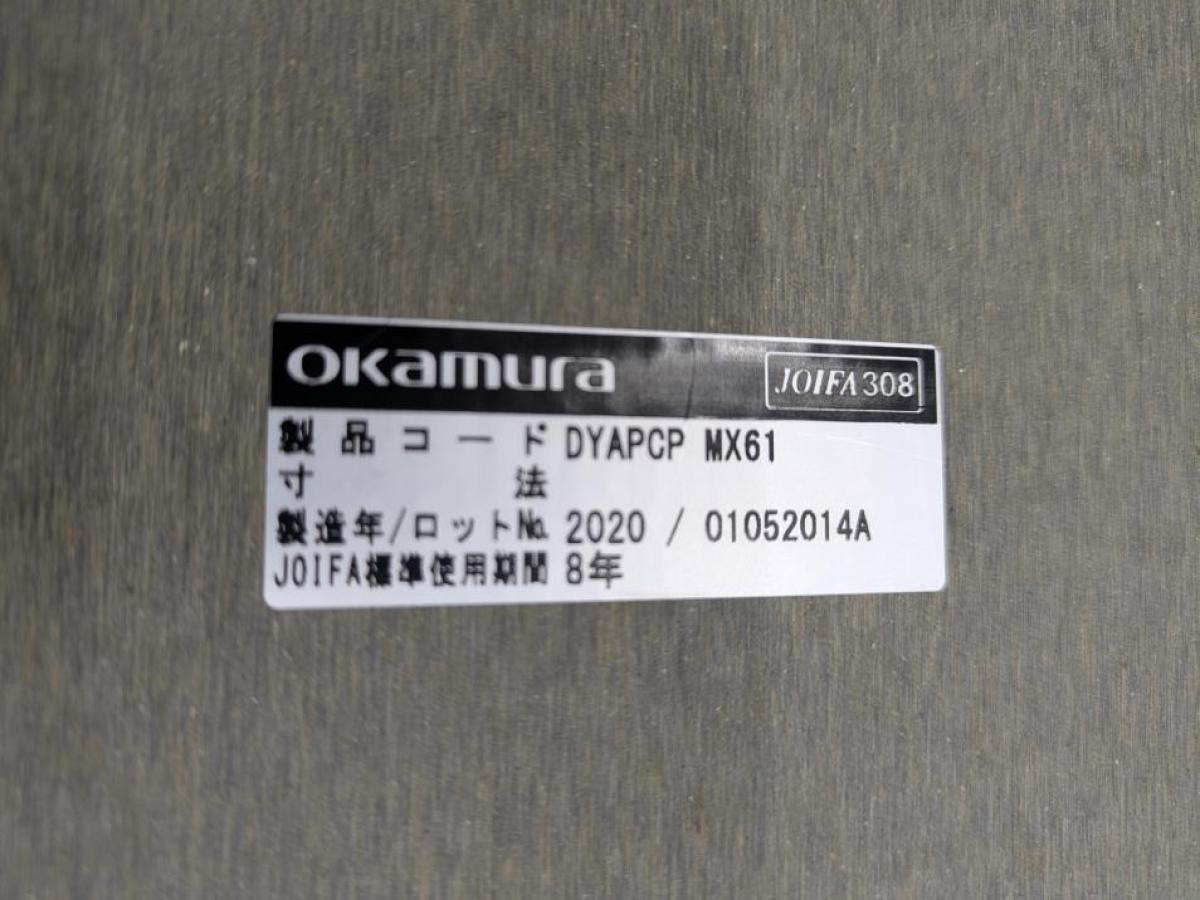 okamura JOIFA308
製品コード DYAPCP MX61
寸法
製造年/ロット№ 2020 / 01052014A
JOIFA標準使用期間 8年